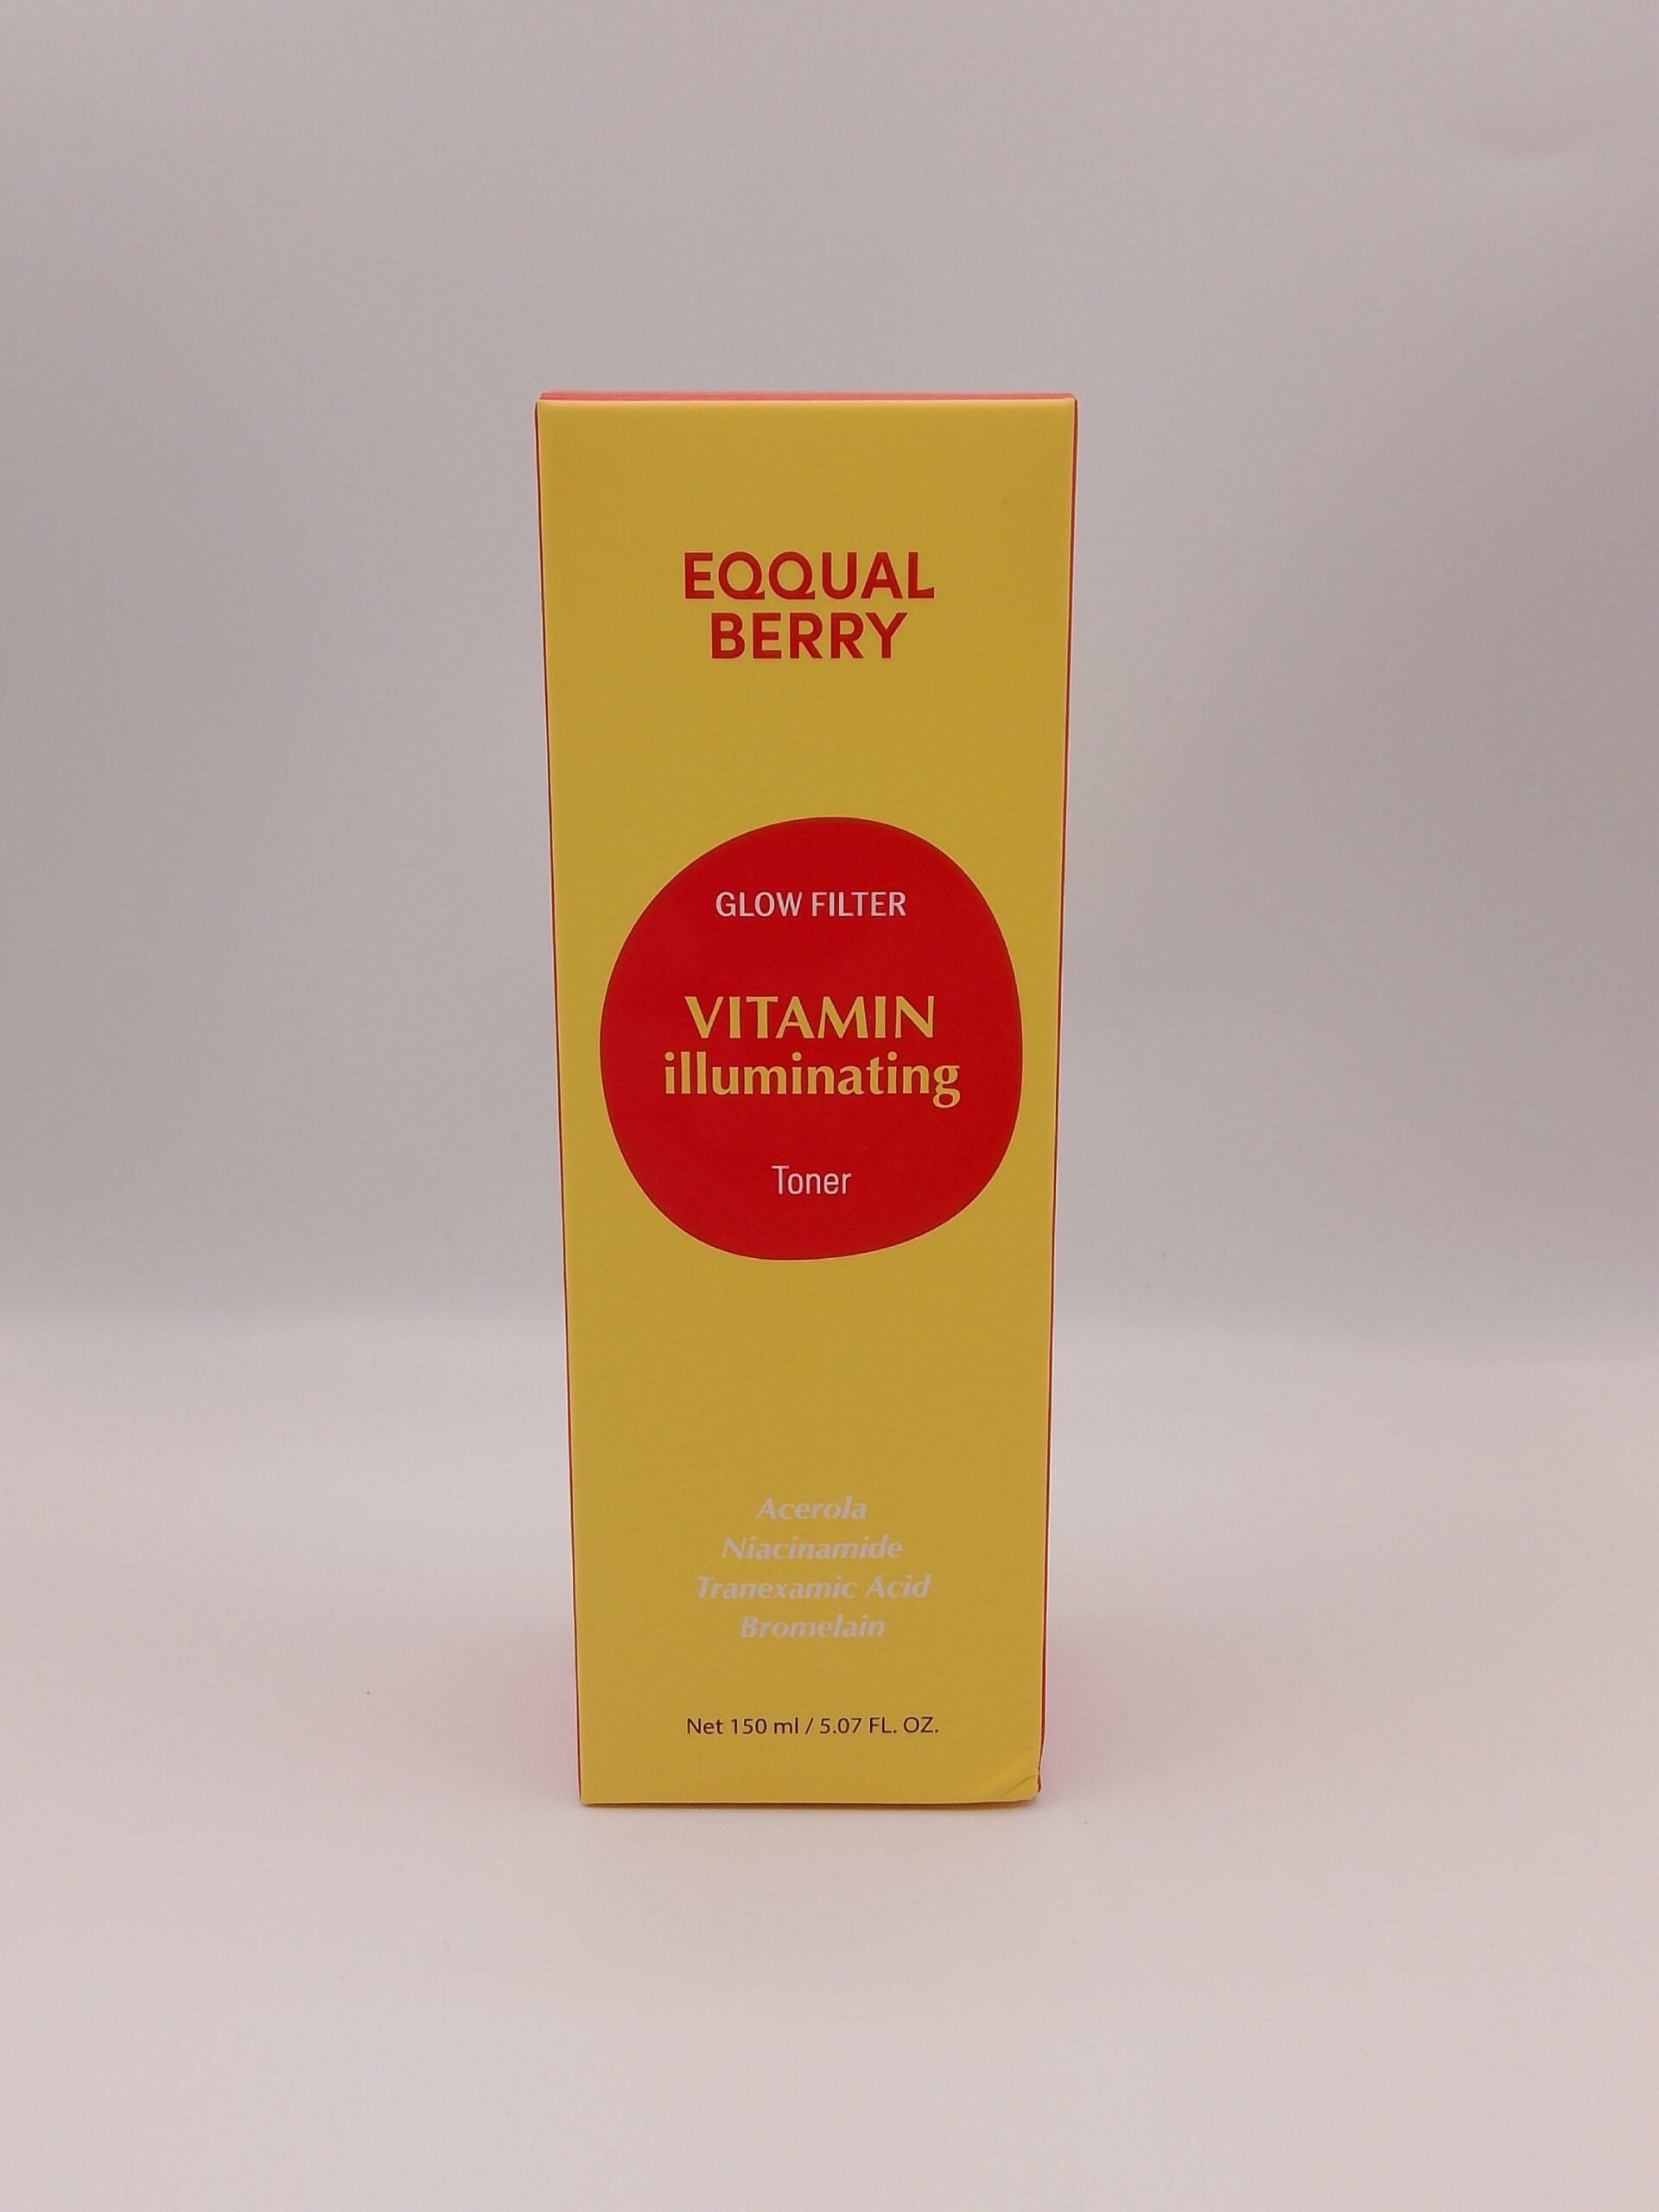 EQQUAL
BERRY
GLOW FILTER
VITAMIN
illuminating
Toner
Acerola
Niacinamide
Tranexamic Acid
Bromelain
Net 150 ml / 5.07 FL. OZ.